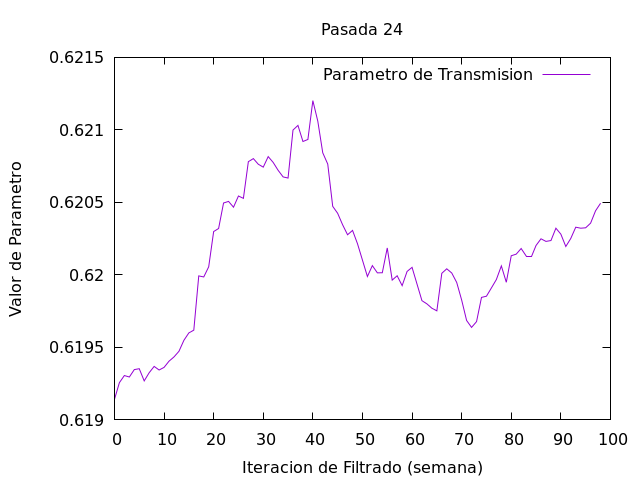 Pasada 24
Parametro de Transmision
0.6215
0.621
0.6205
0.62
0.6195
0.619
Valor de Parametro
0 10 20 30 40 50 60 70 80 90 100
Iteracion de Filtrado (semana)